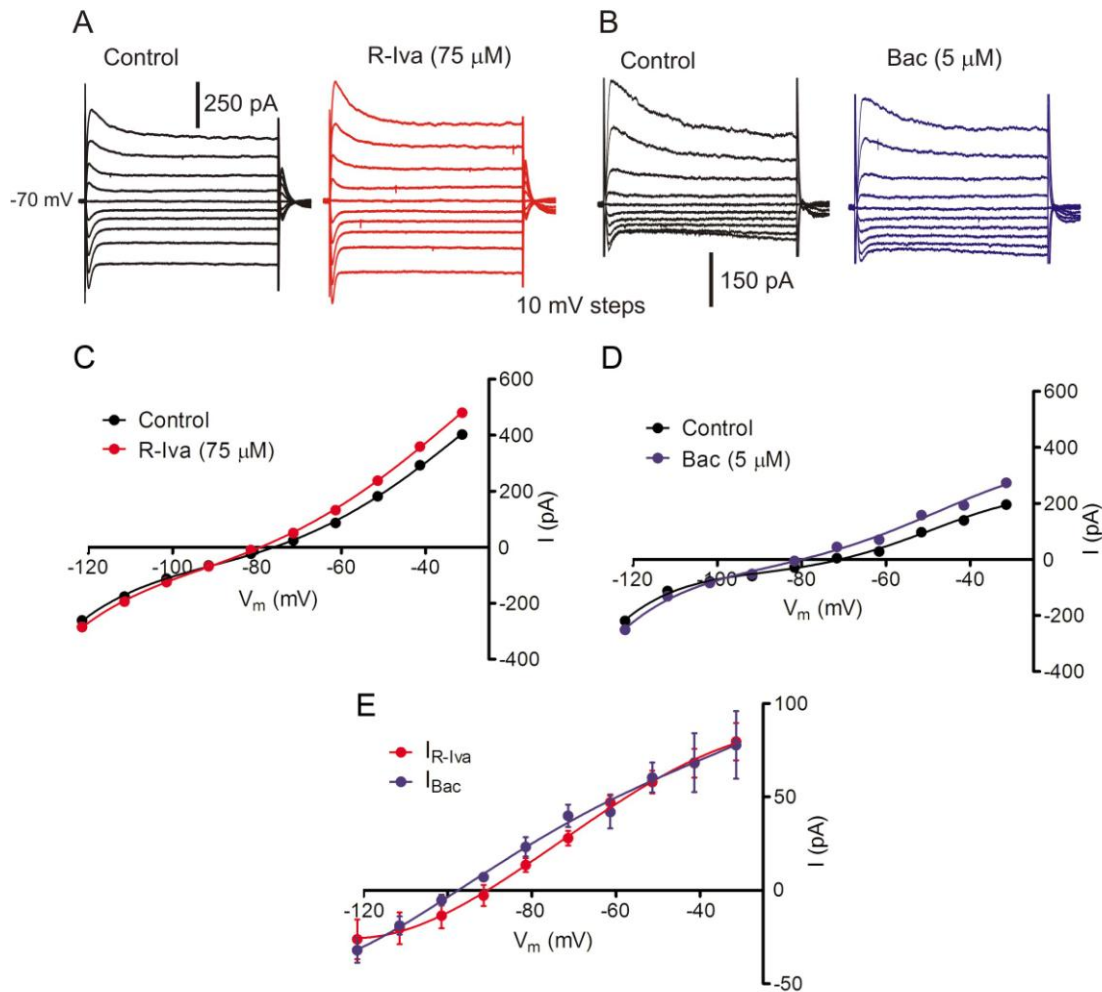 A
B
Control
R-Iva (75 μM)
Control
Bac (5 μM)
250 pA
-70 mV
150 pA
10 mV steps
C
D
600
600
Control
R-Iva (75 μM)
Control
Bac (5 μM)
400
400
200
200
I (pA)
I (pA)
0
0
-120
-100
-80
-60
-40
-120
-100
-80
-60
-40
Vm (mV)
Vm (mV)
-200
-200
-400
-400
E
100
IR-Iva
IBac
50
I (pA)
0
-120
-100
-80
-60
-40
Vm (mV)
-50